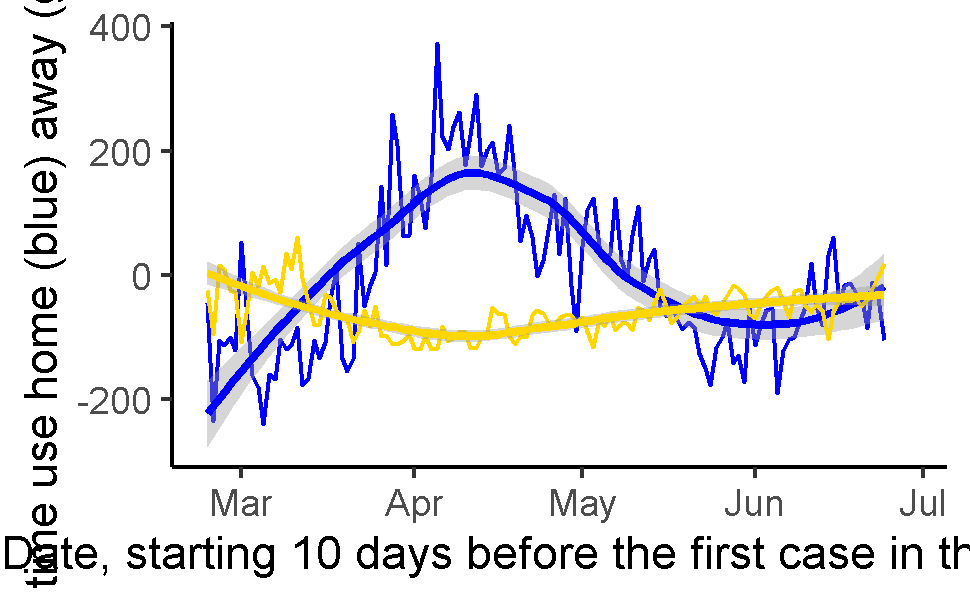 time use home (blue) away (
400
200
0
-200
Mar Apr May Jun Jul
Date, starting 10 days before the first case in